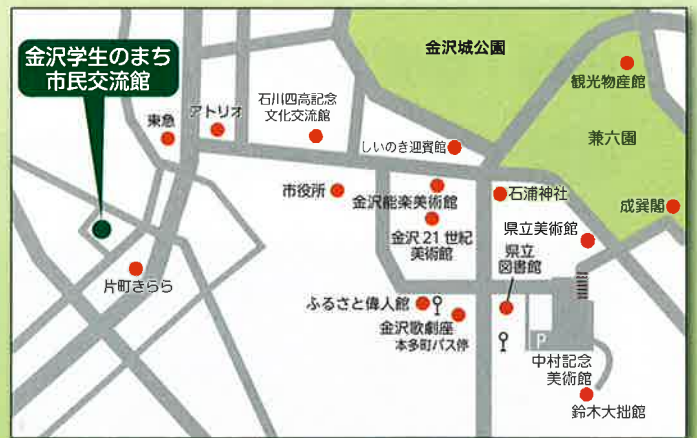 金沢学生のまち
市民交流館
金沢城公園
観光物産館
兼六園
石川四高記念
文化交流館
アトリオ
東急
しいのき迎賓館
市役所
金沢能楽美術館
金沢21世紀
美術館
石浦神社
成巽閣
県立美術館
県立
図書館
片町きらら
ふるさと偉人館
金沢歌劇座
本多町バス停
P
中村記念
美術館
鈴木大拙館